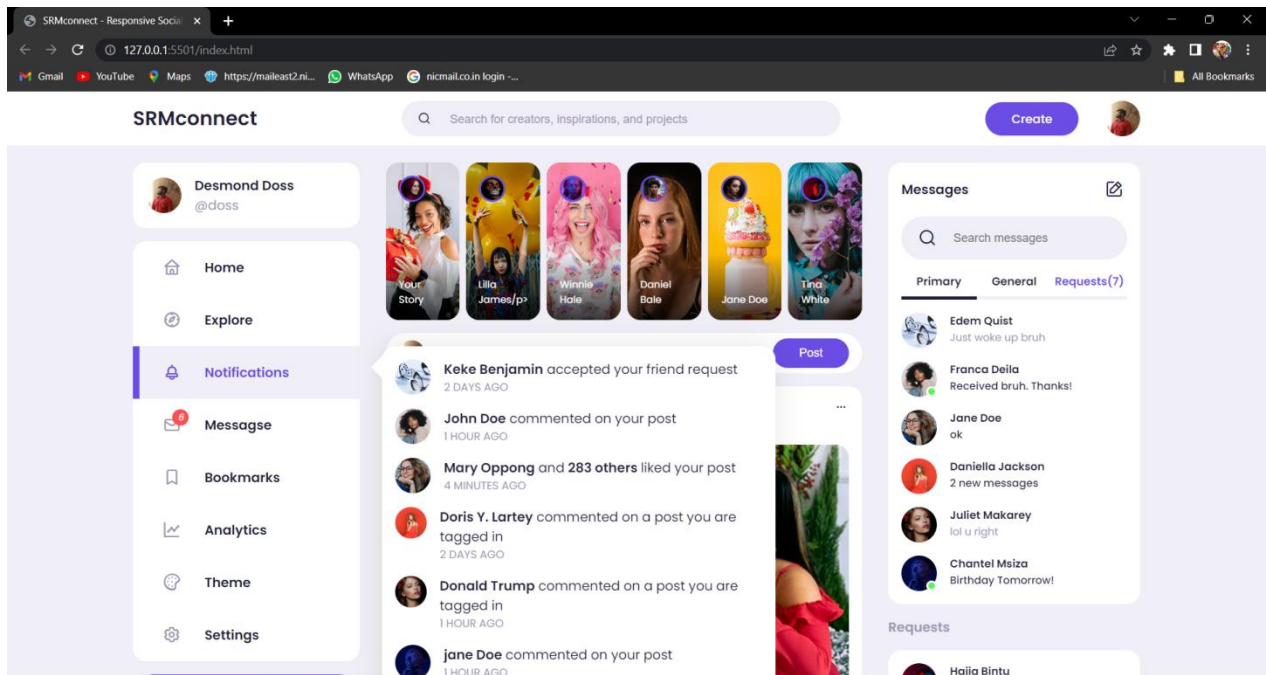 SRMconnect - Responsive Social
127.0.0.1:5501/index.html
Gmail YouTube Maps https://maileast2.ni... WhatsApp nicmail.co.in login -... All Bookmarks
SRMconnect
Search for creators, inspirations, and projects
Create
Desmond Doss
@doss
Home
Explore
Notifications
6
Messagse
Bookmarks
Analytics
Theme
Settings
Your
Story
Lilla
James/p>
Winnie
Hale
Daniel
Bale
Jane Doe
Tina
White
Post
Keke Benjamin accepted your friend request
2 DAYS AGO
John Doe commented on your post
1 HOUR AGO
Mary Oppong and 283 others liked your post
4 MINUTES AGO
Doris Y. Lartey commented on a post you are
tagged in
2 DAYS AGO
Donald Trump commented on a post you are
tagged in
1 HOUR AGO
jane Doe commented on your post
1 HOUR AGO
Messages
Search messages
Primary General Requests(7)
Edem Quist
Just woke up bruh
Franca Deila
Received bruh. Thanks!
Jane Doe
ok
Daniella Jackson
2 new messages
Juliet Makarey
lol u right
Chantel Msiza
Birthday Tomorrow!
Requests
Hajia Bintu